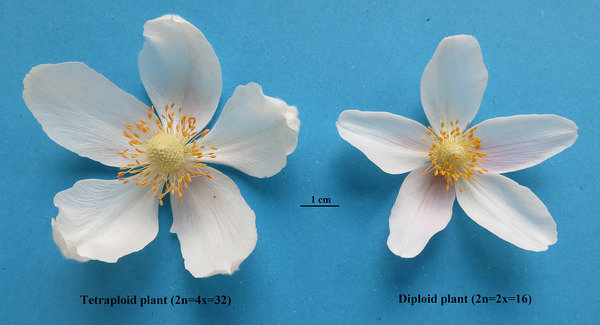 1 cm
Tetraploid plant (2n=4x=32)
Diploid plant (2n=2x=16)